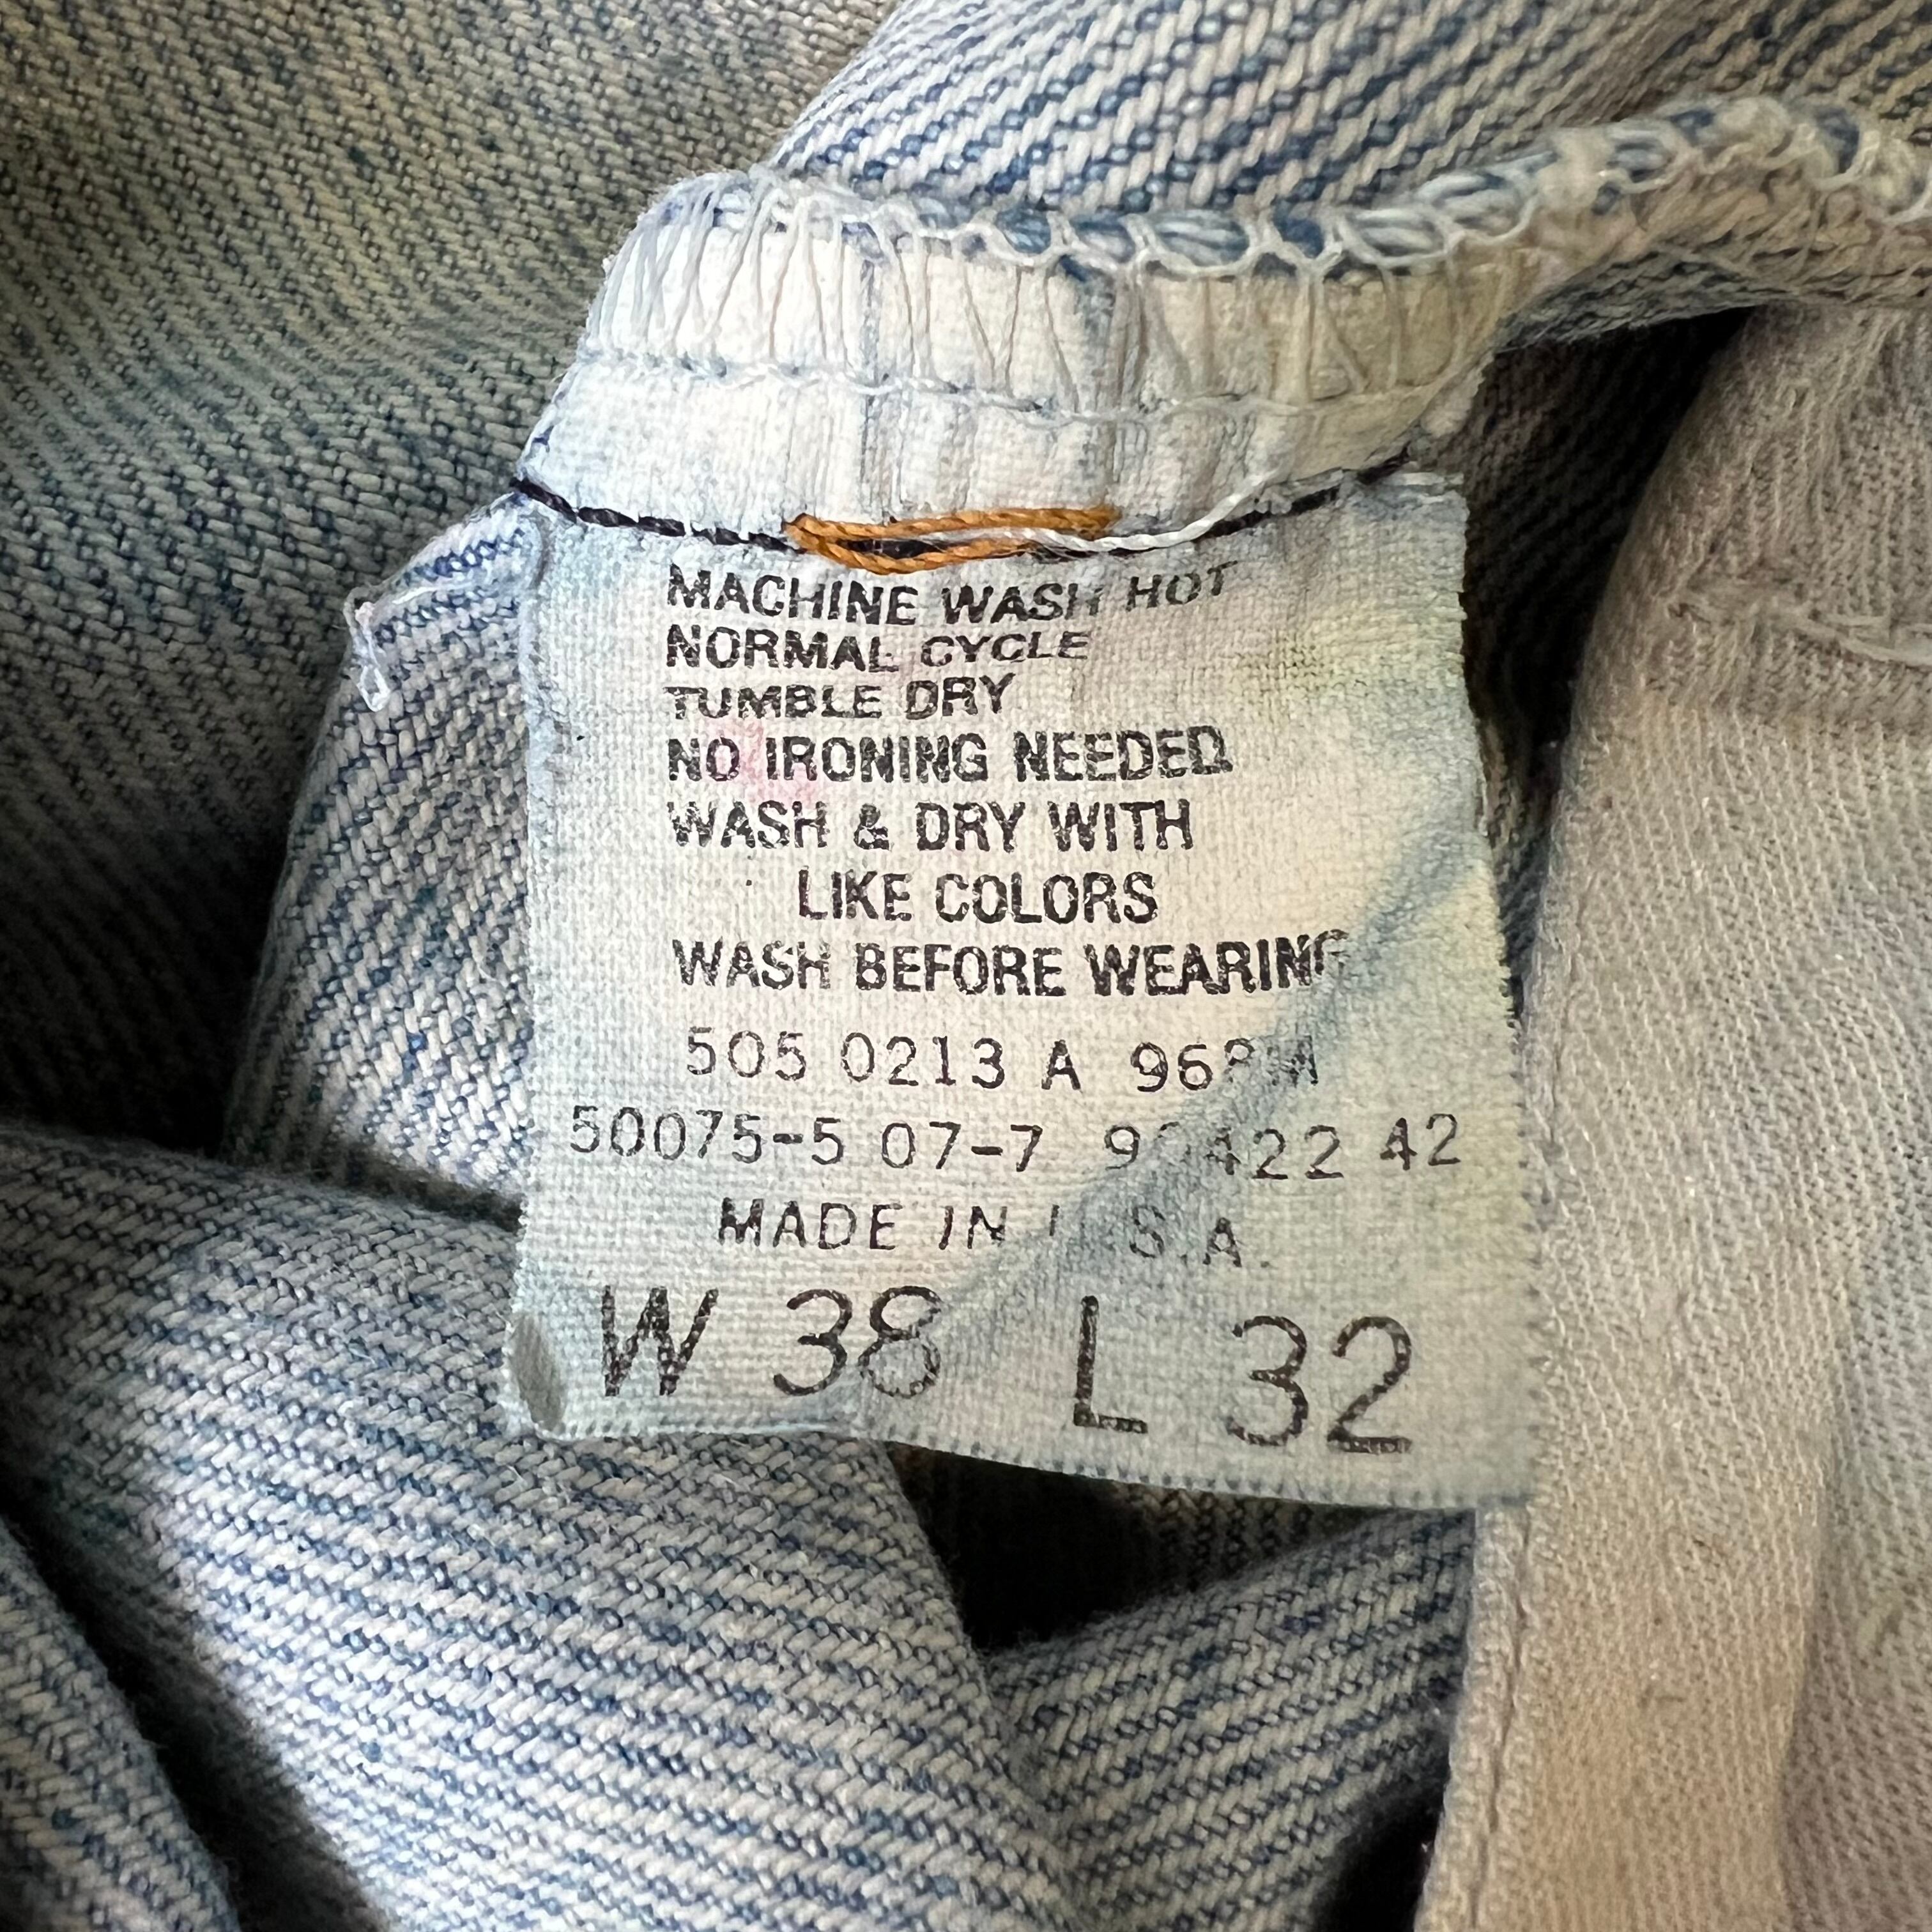 MACHINE WASH HOT
NORMAL CYCLE
TUMBLE DRY
NO IRONING NEEDED
WASH & DRY WITH
LIKE COLORS
WASH BEFORE WEARING
505 0213 A
50075-5 07-7 42
MADE IN U.S.A.
W 38 L 32